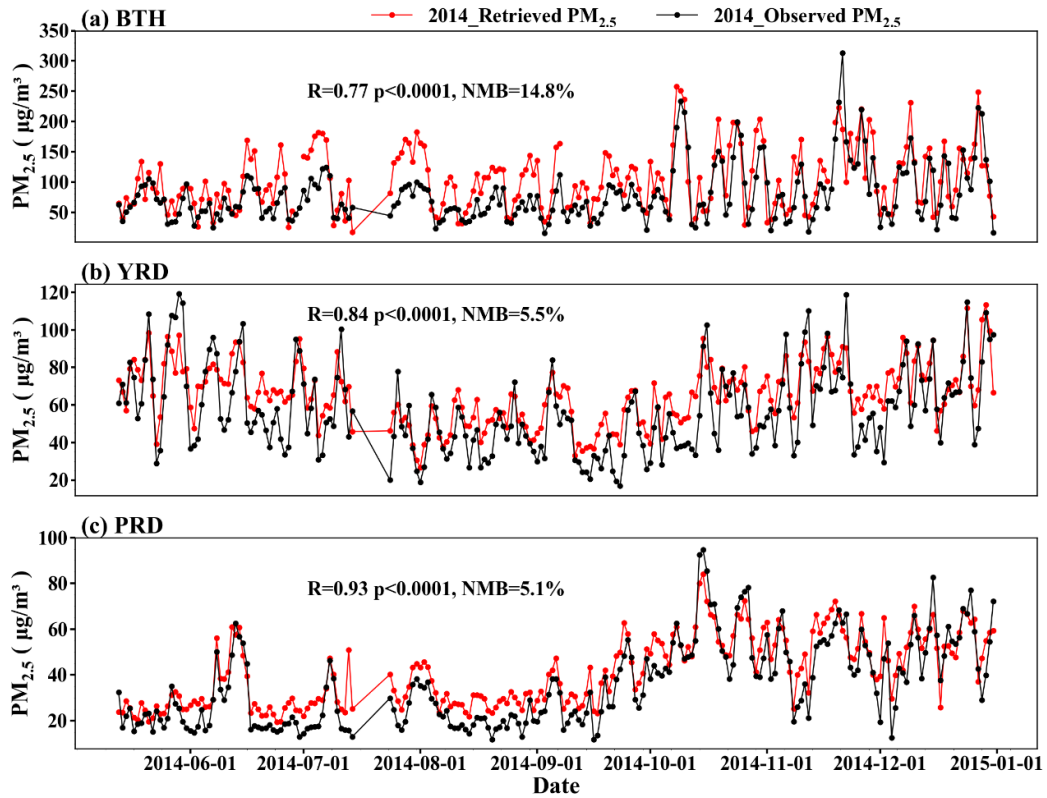 (a) BTH
2014_Retrieved PM2.5
2014_Observed PM2.5
R=0.77 p<0.0001, NMB=14.8%
PM2.5 ( μg/m³ )
350
300
250
200
150
100
50
(b) YRD
R=0.84 p<0.0001, NMB=5.5%
PM2.5 ( μg/m³ )
120
100
80
60
40
20
(c) PRD
R=0.93 p<0.0001, NMB=5.1%
PM2.5 ( μg/m³ )
100
80
60
40
20
2014-06-01 2014-07-01 2014-08-01 2014-09-01 2014-10-01 2014-11-01 2014-12-01 2015-01-01
Date